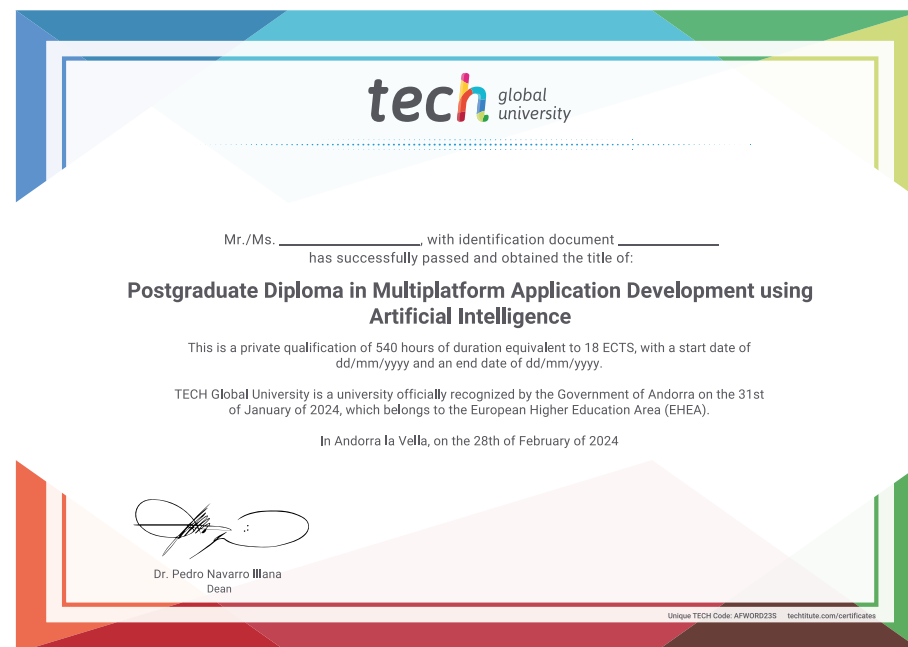 tech global university
Mr./Ms. ____________________, with identification document ______________
has successfully passed and obtained the title of:
Postgraduate Diploma in Multiplatform Application Development using
Artificial Intelligence
This is a private qualification of 540 hours of duration equivalent to 18 ECTS, with a start date of
dd/mm/yyyy and an end date of dd/mm/yyyy.
TECH Global University is a university officially recognized by the Government of Andorra on the 31st
of January of 2024, which belongs to the European Higher Education Area (EHEA).
In Andorra la Vella, on the 28th of February of 2024
Dr. Pedro Navarro Illana
Dean
Unique TECH Code: AFWORD23S techtitute.com/certificates